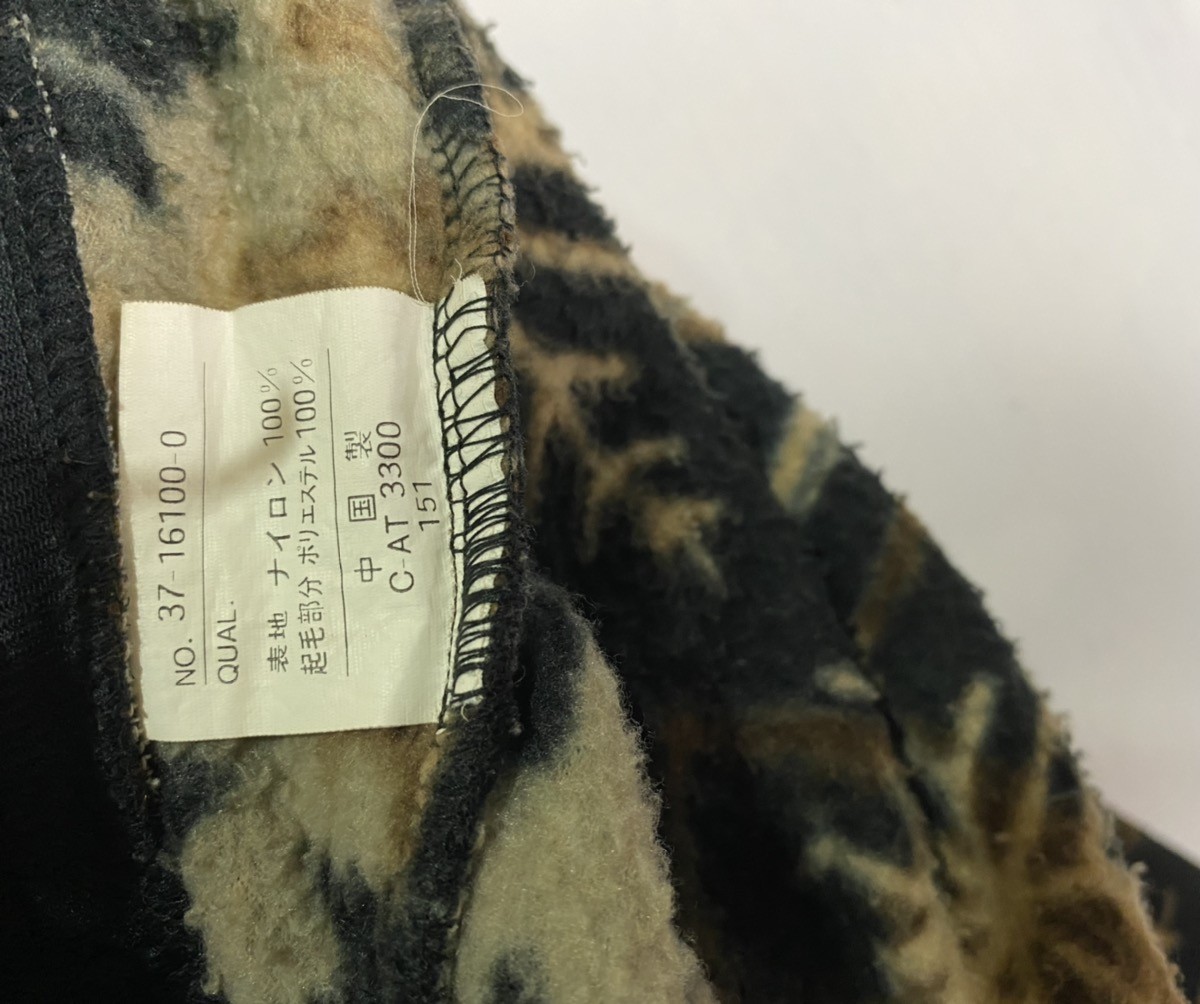 NO. 37-16100-0
QUAL.
表地 ナイロン 100%
起毛部分 ポリエステル 100%
中国製
C-AT 3300
151